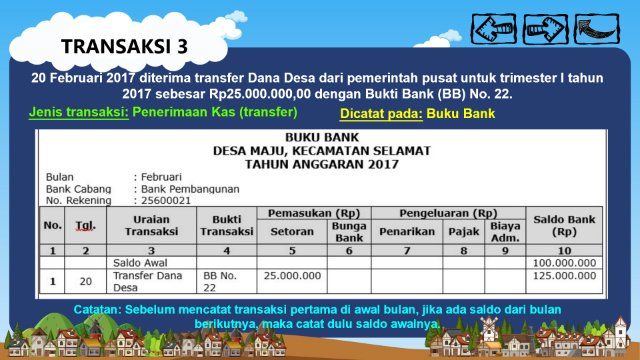 TRANSAKSI 3
20 Februari 2017 diterima transfer Dana Desa dari pemerintah pusat untuk trimester I tahun
2017 sebesar Rp25.000.000,00 dengan Bukti Bank (BB) No. 22.
Jenis transaksi: Penerimaan Kas (transfer)
Dicatat pada: Buku Bank
BUKU BANK
DESA MAJU, KECAMATAN SELAMAT
TAHUN ANGGARAN 2017
Bulan : Februari
Bank Cabang : Bank Pembangunan
No. Rekening : 25600021
No. Tgl. Uraian Transaksi Bukti Transaksi Pemasukan (Rp) Pengeluaran (Rp) Saldo Bank (Rp)
Setoran Bunga Bank Penarikan Pajak Biaya Adm.
1 2 3 4 5 6 7 8 9 10
Saldo Awal 100.000.000
1 20 Transfer Dana Desa BB No. 22 25.000.000 125.000.000
Catatan: Sebelum mencatat transaksi pertama di awal bulan, jika ada saldo dari bulan
berikutnya, maka catat dulu saldo awalnya.